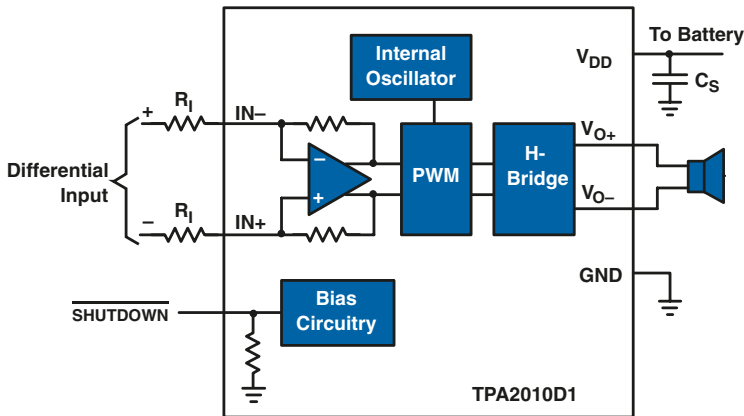 To Battery
Internal
Oscillator
VDD
CS
+
RI
IN–
Differential
Input
–
+
PWM
H-
Bridge
VO+
VO–
–
RI
IN+
GND
SHUTDOWN
Bias
Circuitry
TPA2010D1